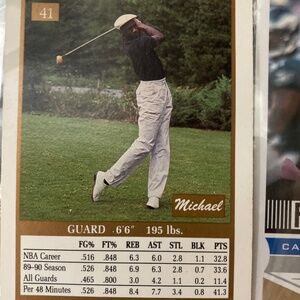 41
Michael
GUARD 6'6" 195 lbs.
FG% FT% REB AST STL BLK PTS
NBA Career .516 .848 6.3 6.0 2.8 1.1 32.8
89-90 Season .526 .848 6.9 6.3 2.8 0.7 33.6
All Guards .465 .800 3.0 4.2 1.1 0.2 11.4
Per 48 Minutes .526 .848 8.4 7.7 3.4 0.8 41.3
CA